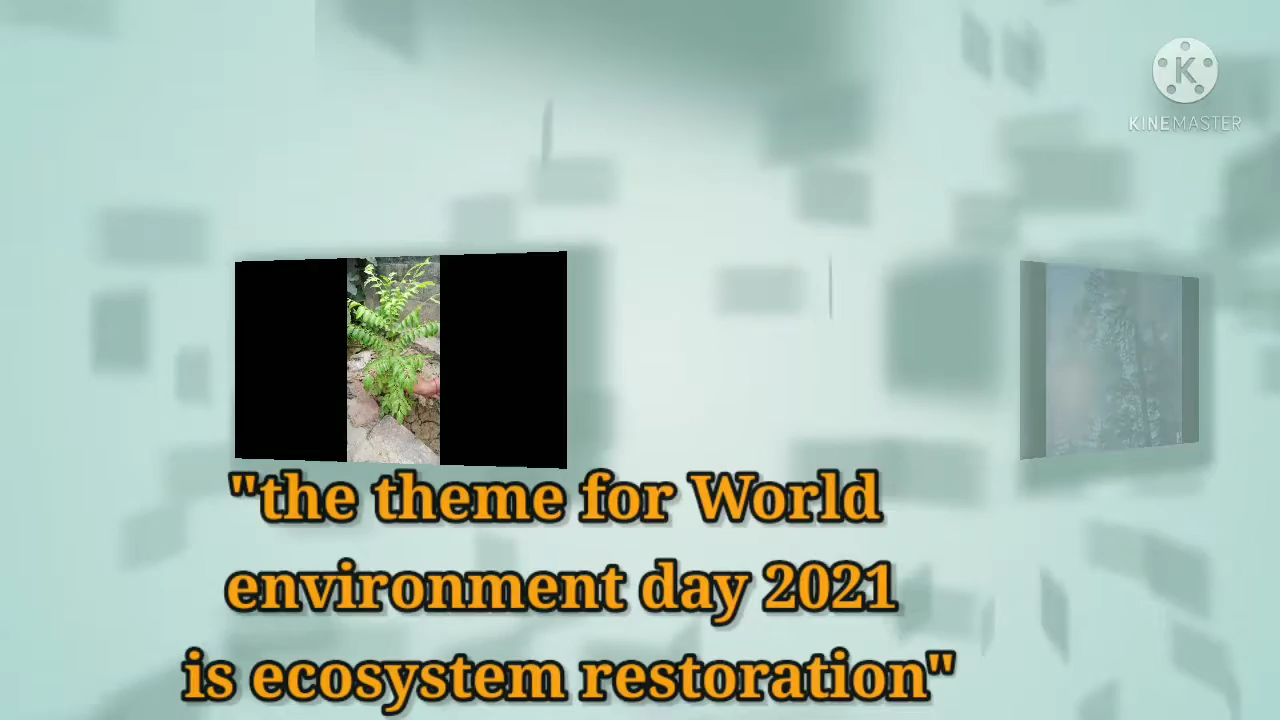 KINEMASTER
"the theme for World
environment day 2021
is ecosystem restoration"